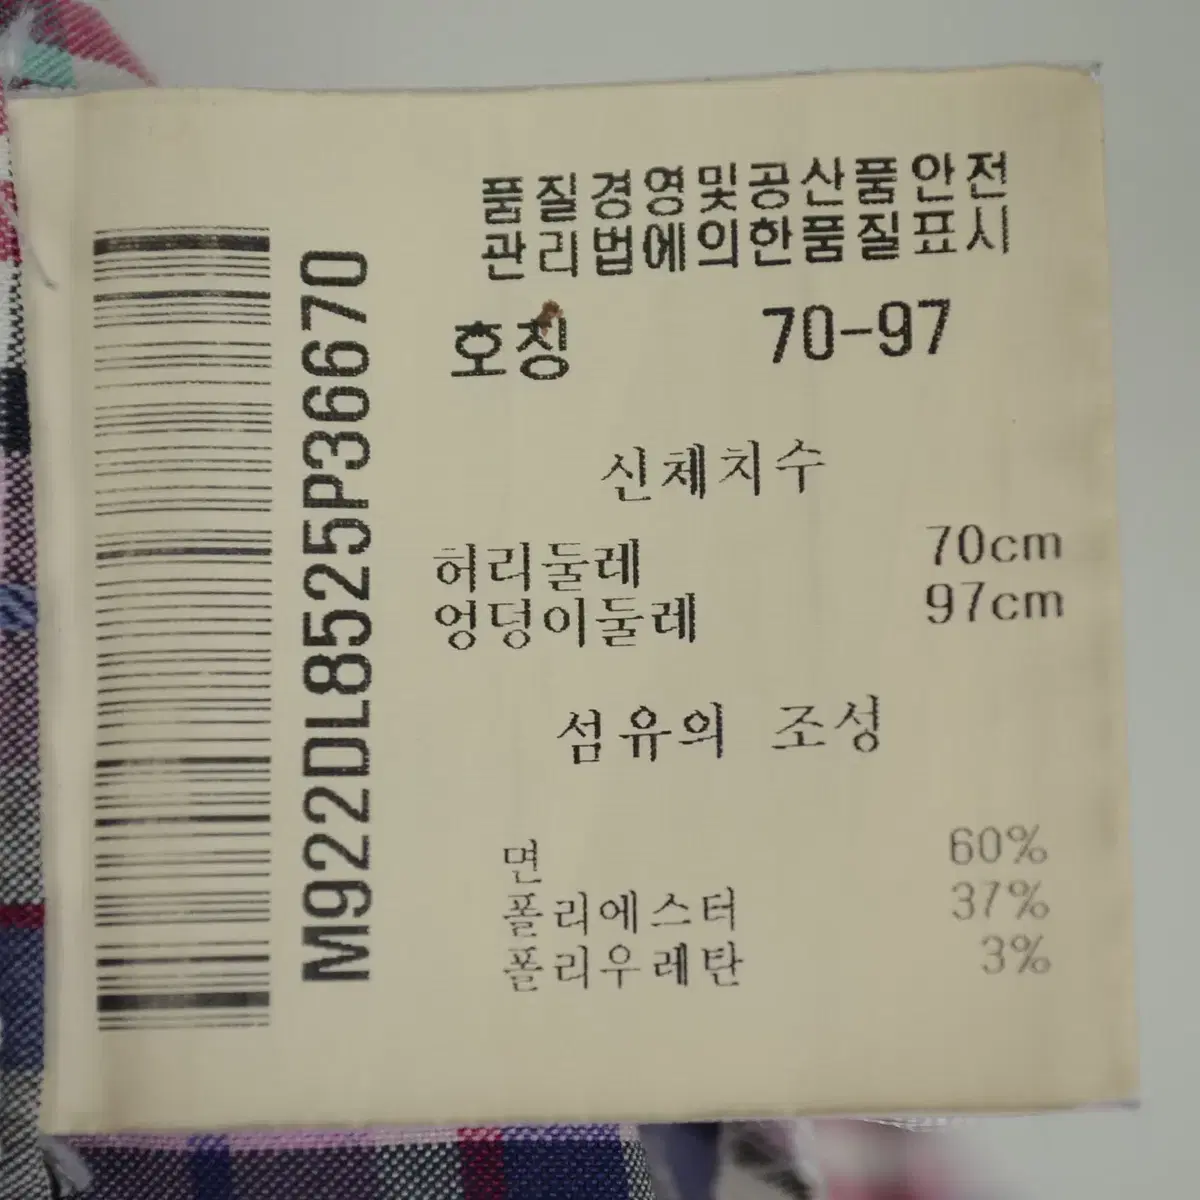 품질경영및공산품안전
관리법에의한품질표시
호칭 70-97
신체치수
허리둘레 70cm
엉덩이둘레 97cm
섬유의 조성
면 60%
폴리에스터 37%
폴리우레탄 3%
M922DL8525P36670